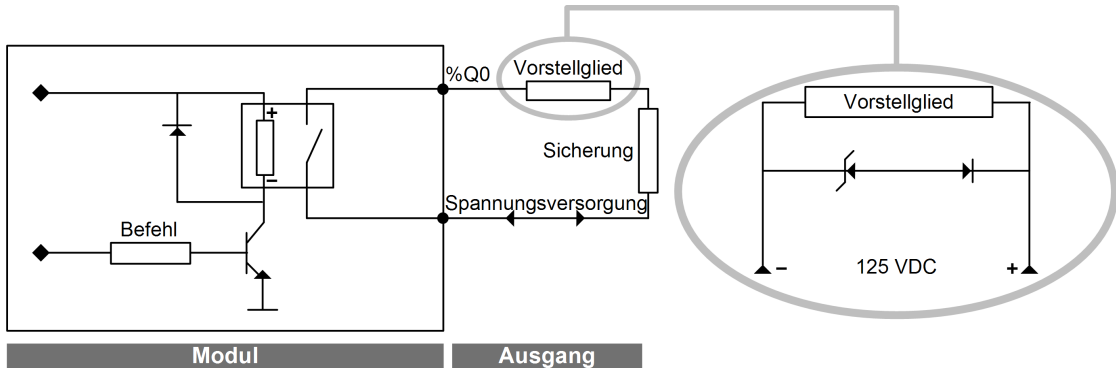 %Q0
Vorstellglied
Vorstellglied
+
Sicherung
−
Spannungsversorgung
Befehl
− 125 VDC +
Modul
Ausgang